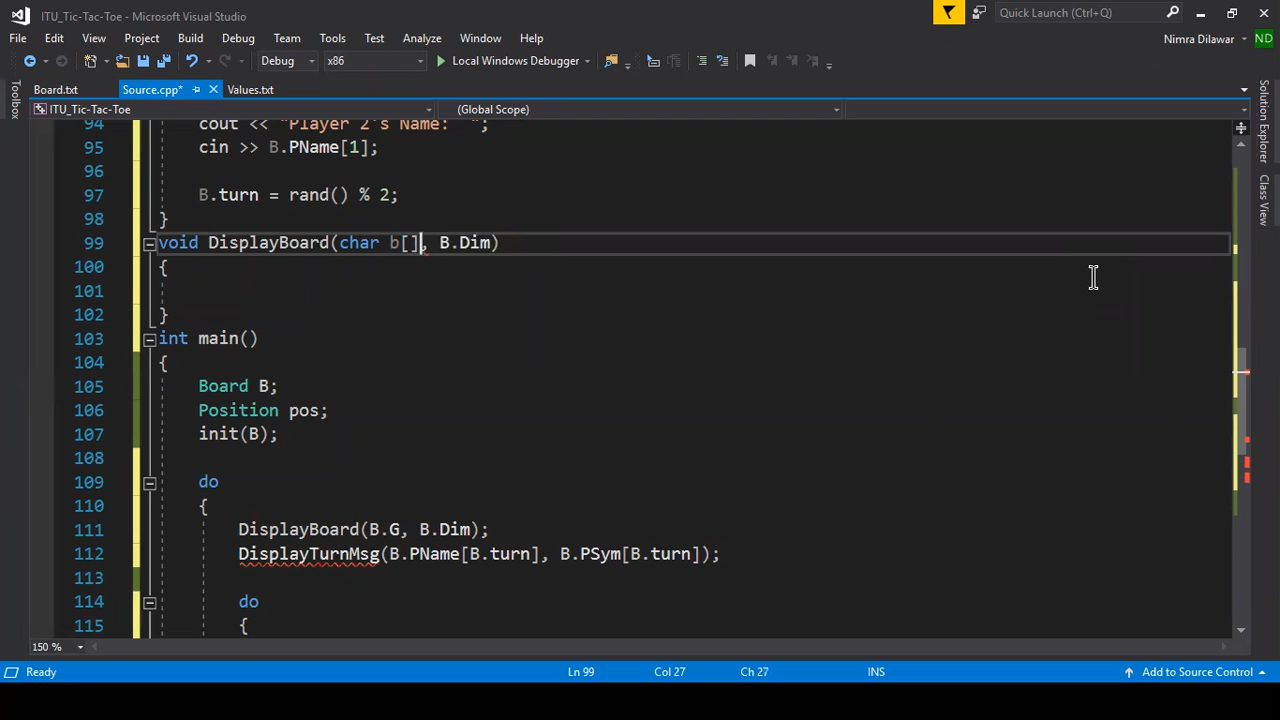 ITU_Tic-Tac-Toe - Microsoft Visual Studio
Quick Launch (Ctrl+Q)
File Edit View Project Build Debug Team Tools Test Analyze Window Help
Nimra Dilawar ND
Debug x86 Local Windows Debugger
Toolbox
Board.txt Source.cpp* Values.txt
Solution Explorer
Class View
ITU_Tic-Tac-Toe (Global Scope)
94 cout << "Player 2's Name:  ";
95 cin >> B.PName[1];
96
97 B.turn = rand() % 2;
98 }
99 void DisplayBoard(char b[], B.Dim)
100 {
101
102 }
103 int main()
104 {
105 Board B;
106 Position pos;
107 init(B);
108
109 do
110 {
111 DisplayBoard(B.G, B.Dim);
112 DisplayTurnMsg(B.PName[B.turn], B.PSym[B.turn]);
113
114 do
115 {
150 %
Ready Ln 99 Col 27 Ch 27 INS Add to Source Control